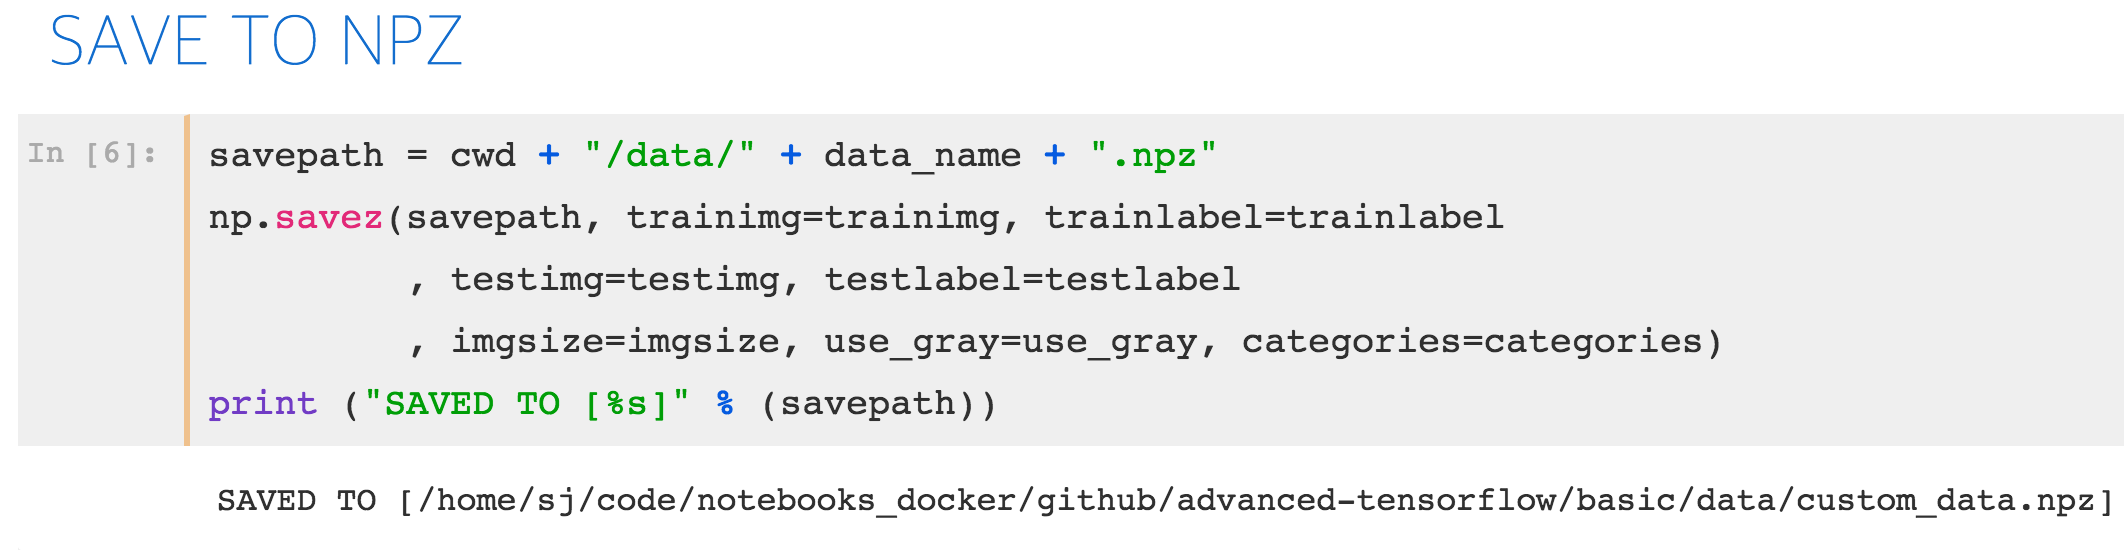 SAVE TO NPZ
In [6]:
savepath = cwd + "/data/" + data_name + ".npz"
np.savez(savepath, trainimg=trainimg, trainlabel=trainlabel
, testimg=testimg, testlabel=testlabel
, imgsize=imgsize, use_gray=use_gray, categories=categories)
print ("SAVED TO [%s]" % (savepath))
SAVED TO [/home/sj/code/notebooks_docker/github/advanced-tensorflow/basic/data/custom_data.npz]